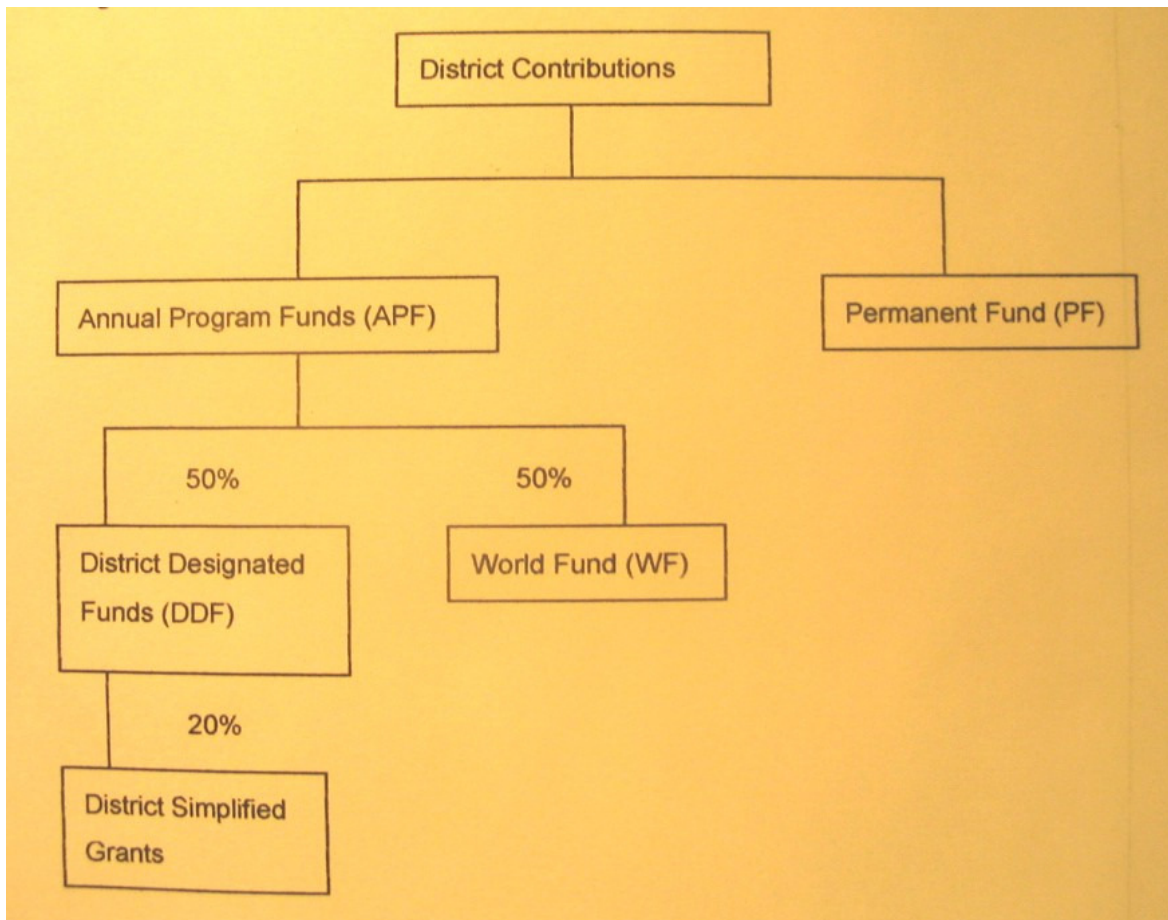 District Contributions
Annual Program Funds (APF)
Permanent Fund (PF)
50%
50%
District Designated
Funds (DDF)
World Fund (WF)
20%
District Simplified
Grants